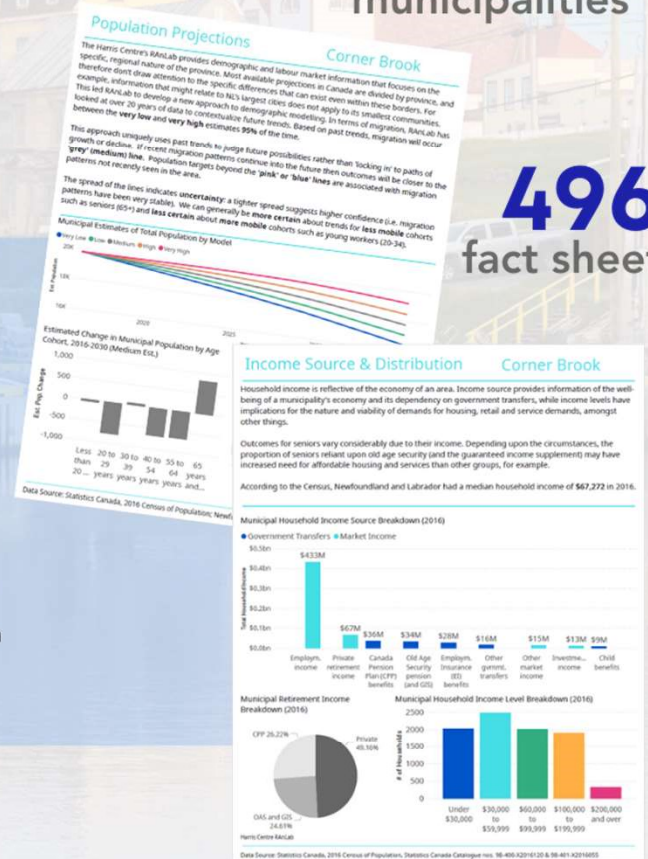 municipalities
496
fact sheet
Population Projections
Corner Brook
The Harris Centre's RAnLab provides demographic and labour market information that focuses on the
specific, regional nature of the province. Most available projections in Canada are divided by province, and
therefore don't draw attention to the specific differences that can exist even within these borders. For
example, information that might relate to NL's largest cities does not apply to its smallest communities.
This led RAnLab to develop a new approach to demographic modelling. In terms of migration, RAnLab has
looked at over 20 years of data to contextualize future trends. Based on past trends, migration will occur
between the very low and very high estimates 95% of the time.
This approach uniquely uses past trends to judge future possibilities rather than 'locking in' to paths of
growth or decline. If recent migration patterns continue into the future then outcomes will be closer to the
'grey' (medium) line. Population targets beyond the 'pink' or 'blue' lines are associated with migration
patterns not recently seen in the area.
The spread of the lines indicates uncertainty: a tighter spread suggests higher confidence (i.e. migration
patterns have been very stable). We can generally be more certain about trends for less mobile cohorts
such as seniors (65+) and less certain about more mobile cohorts such as young workers (20-34).
Municipal Estimates of Total Population by Model
Very Low Low Medium High Very High
20K
18K
16K
Est. Population
2020
2025
Estimated Change in Municipal Population by Age
Cohort, 2016-2030 (Medium Est.)
1,000
500
0
-500
-1,000
Est. Pop. Change
Less 20 to 30 to 40 to 55 to 65
than 29 39 54 64 years
20 ... years years years years and...
Data Source: Statistics Canada, 2016 Census of Population; Newf
Income Source & Distribution
Corner Brook
Household income is reflective of the economy of an area. Income source provides information of the well-
being of a municipality's economy and its dependency on government transfers, while income levels have
implications for the nature and viability of demands for housing, retail and service demands, amongst
other things.
Outcomes for seniors vary considerably due to their income. Depending upon the circumstances, the
proportion of seniors reliant upon old age security (and the guaranteed income supplement) may have
increased need for affordable housing and services than other groups, for example.
According to the Census, Newfoundland and Labrador had a median household income of $67,272 in 2016.
Municipal Household Income Source Breakdown (2016)
Government Transfers Market Income
Total Household Income
$0.5bn
$0.4bn
$0.3bn
$0.2bn
$0.1bn
$0.0bn
$433M $67M $36M $34M $28M $16M $15M $13M $9M
Employm. Private Canada Old Age Employm. Other Other Investme... Child
income retirement Pension Security Insurance gvrnmt. market income benefits
income Plan (CPP) pension (EI) transfers income
benefits (and GIS) benefits
Municipal Retirement Income
Breakdown (2016)
CPP 26.22%
Private
49.16%
OAS and GIS
24.61%
Harris Centre RAnLab
Municipal Household Income Level Breakdown (2016)
# of Households
2500
2000
1500
1000
500
0
Under $30,000 $60,000 $100,000 $200,000
$30,000 to to to and over
$59,999 $99,999 $199,999
Data Source: Statistics Canada, 2016 Census of Population, Statistics Canada Catalogue nos. 98-400-X2016120 & 98-401-X2016055